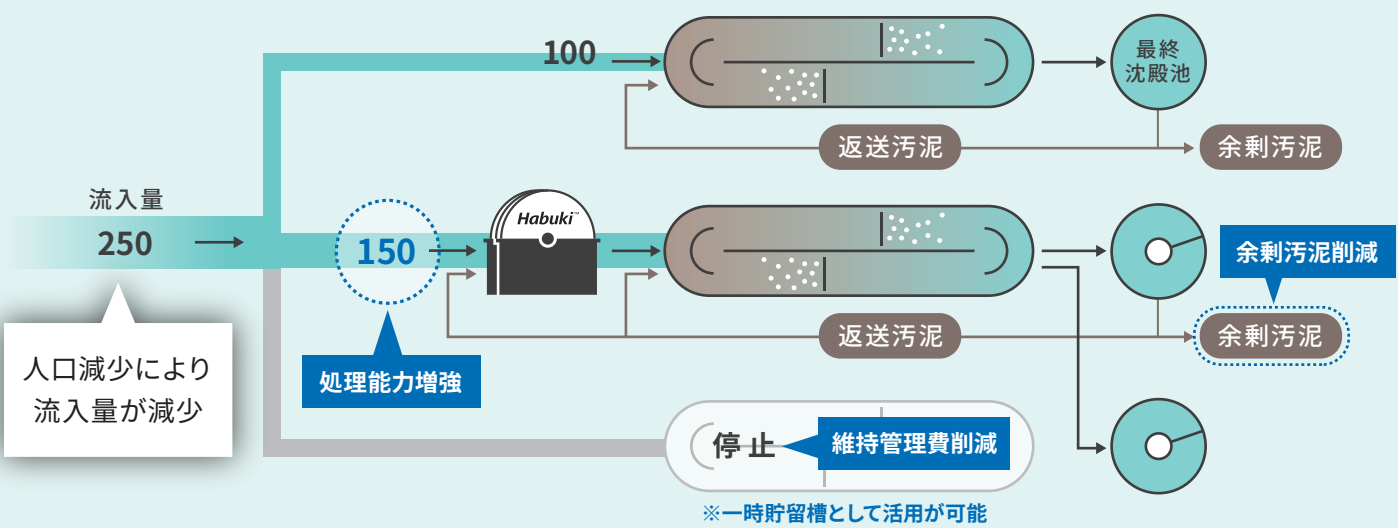 100
最終
沈殿池
返送汚泥
余剰汚泥
流入量
250
150
Habuki™
余剰汚泥削減
返送汚泥
余剰汚泥
人口減少により
流入量が減少
処理能力増強
停止
維持管理費削減
※一時貯留槽として活用が可能